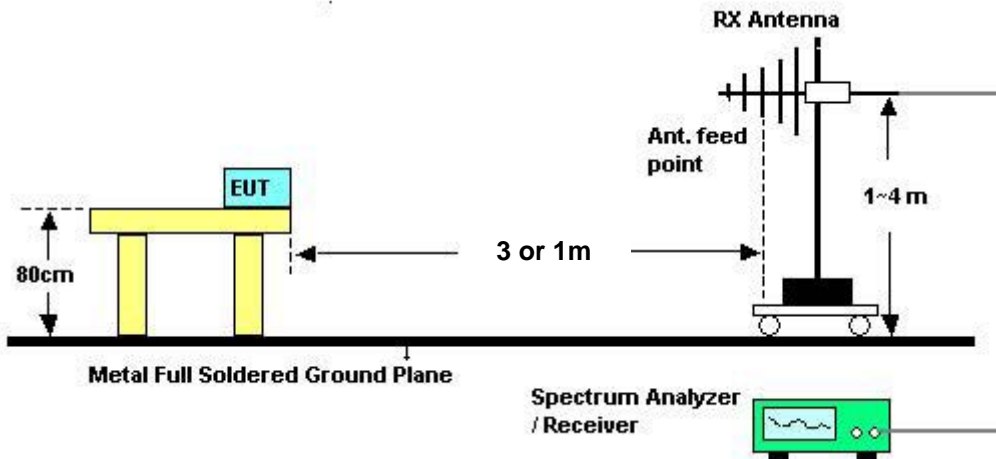 RX Antenna
Ant. feed
point
EUT
1~4 m
3 or 1m
80cm
Metal Full Soldered Ground Plane
Spectrum Analyzer
/ Receiver